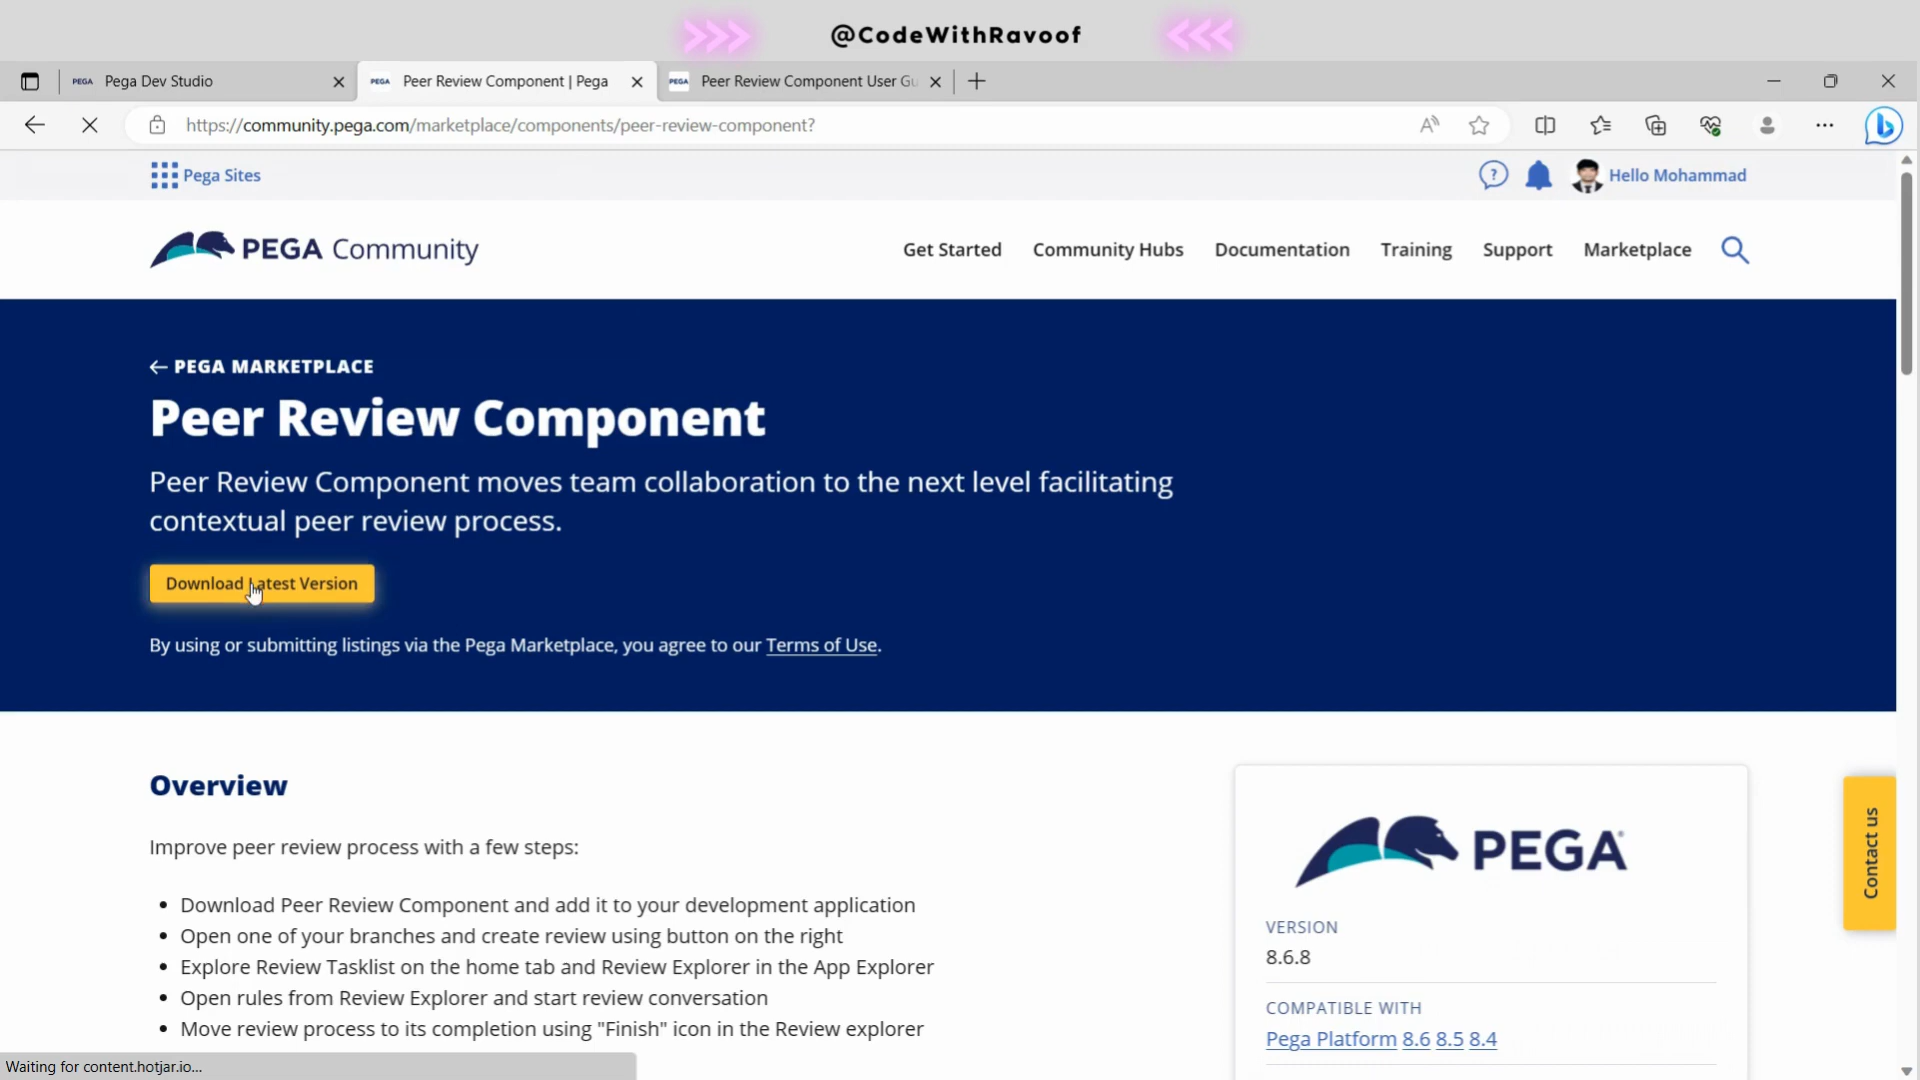 @CodeWithRavoof
PEGA Pega Dev Studio
PEGA Peer Review Component | Pega
PEGA Peer Review Component User Gu
https://community.pega.com/marketplace/components/peer-review-component?
Pega Sites
Hello Mohammad
PEGA Community
Get Started Community Hubs Documentation Training Support Marketplace
← PEGA MARKETPLACE
Peer Review Component
Peer Review Component moves team collaboration to the next level facilitating
contextual peer review process.
Download Latest Version
By using or submitting listings via the Pega Marketplace, you agree to our Terms of Use.
Overview
Improve peer review process with a few steps:
• Download Peer Review Component and add it to your development application
• Open one of your branches and create review using button on the right
• Explore Review Tasklist on the home tab and Review Explorer in the App Explorer
• Open rules from Review Explorer and start review conversation
• Move review process to its completion using "Finish" icon in the Review explorer
PEGA
VERSION
8.6.8
COMPATIBLE WITH
Pega Platform 8.6 8.5 8.4
Contact us
Waiting for content.hotjar.io...